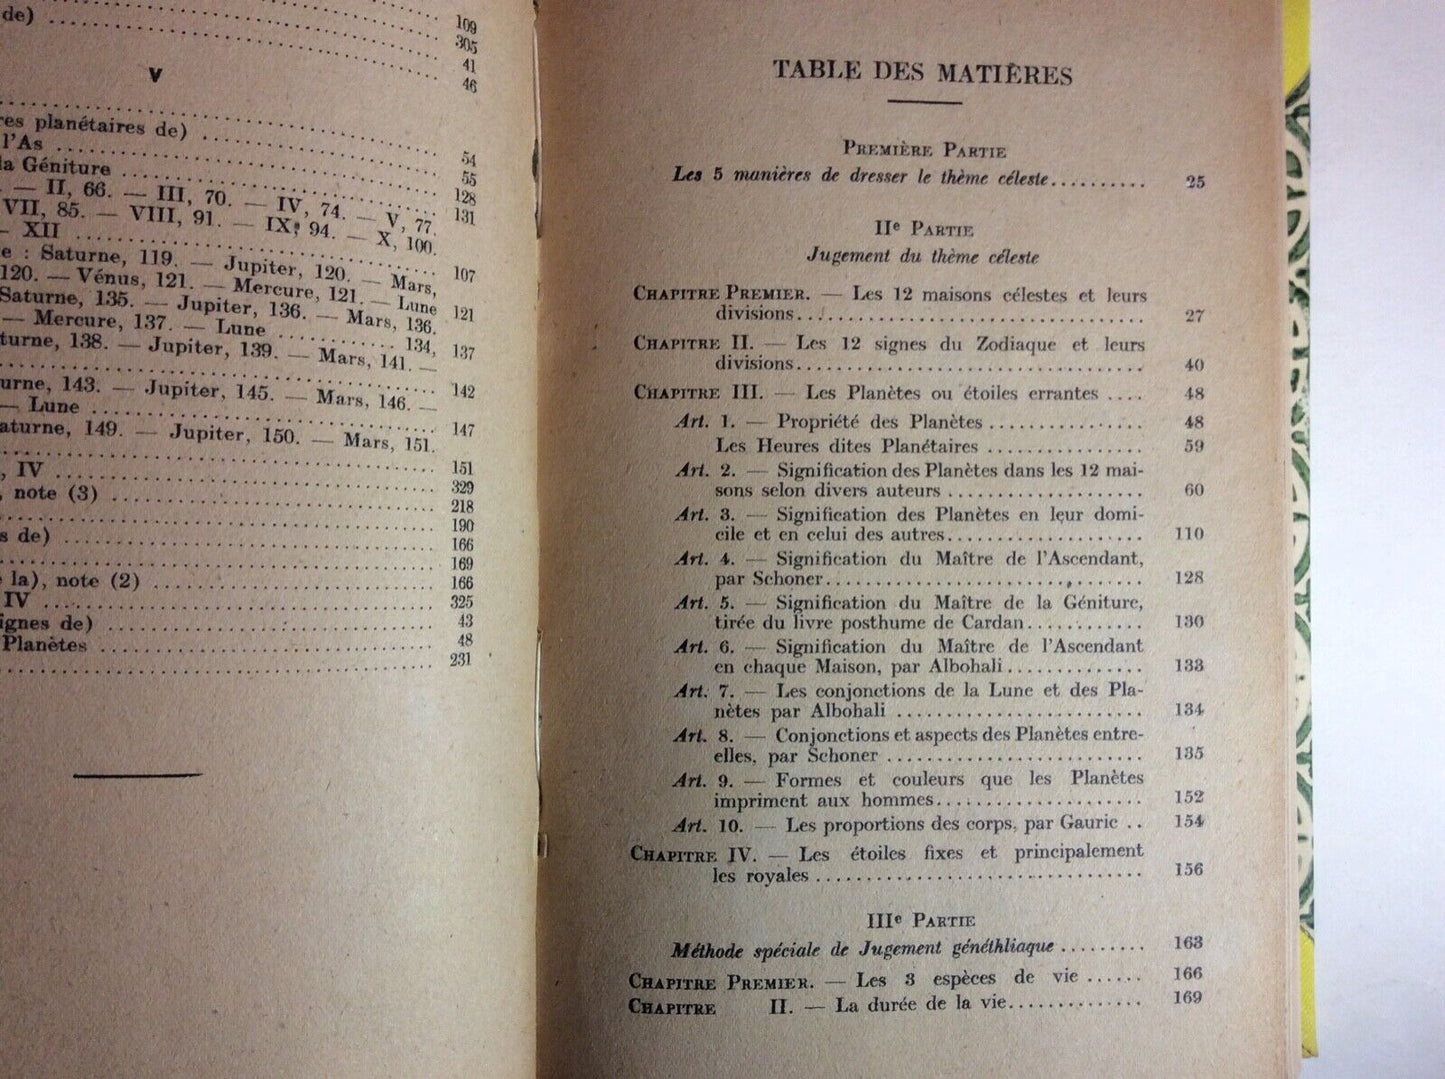 de)
109
305
41
46
V
res planétaires de)
l'As
54
la Géniture
55
— II, 66. — III, 70. — IV, 74. — V, 77.
128
VII, 85. — VIII, 91. — IX, 94. — X, 100.
131
— XII
107
e : Saturne, 119. — Jupiter, 120. — Mars,
120. — Vénus, 121. — Mercure, 121. — Lune
121
Saturne, 135. — Jupiter, 136. — Mars, 136.
— Mercure, 137. — Lune 134,
137
turne, 138. — Jupiter, 139. — Mars, 141. —
142
urne, 143. — Jupiter, 145. — Mars, 146. —
— Lune
147
aturne, 149. — Jupiter, 150. — Mars, 151.
151
, IV
329
, note (3)
218
190
s de)
166
169
la), note (2)
166
IV
325
ignes de)
43
Planètes
48
231
TABLE DES MATIÈRES
PREMIÈRE PARTIE
Les 5 manières de dresser le thème céleste.......... 25
IIe PARTIE
Jugement du thème céleste
CHAPITRE PREMIER. — Les 12 maisons célestes et leurs
divisions................................... 27
CHAPITRE II. — Les 12 signes du Zodiaque et leurs
divisions................................... 40
CHAPITRE III. — Les Planètes ou étoiles errantes .... 48
Art. 1. — Propriété des Planètes ................ 48
Les Heures dites Planétaires ................ 59
Art. 2. — Signification des Planètes dans les 12 mai-
sons selon divers auteurs .................... 60
Art. 3. — Signification des Planètes en leur domi-
cile et en celui des autres.................... 110
Art. 4. — Signification du Maître de l'Ascendant,
par Schoner................................ 128
Art. 5. — Signification du Maître de la Géniture,
tirée du livre posthume de Cardan............ 130
Art. 6. — Signification du Maître de l'Ascendant
en chaque Maison, par Albohali.............. 133
Art. 7. — Les conjonctions de la Lune et des Pla-
nètes par Albohali ......................... 134
Art. 8. — Conjonctions et aspects des Planètes entre-
elles, par Schoner .......................... 135
Art. 9. — Formes et couleurs que les Planètes
impriment aux hommes..................... 152
Art. 10. — Les proportions des corps, par Gauric .. 154
CHAPITRE IV. — Les étoiles fixes et principalement
les royales ................................. 156
IIIe PARTIE
Méthode spéciale de Jugement généthliaque ......... 163
CHAPITRE PREMIER. — Les 3 espèces de vie ...... 166
CHAPITRE II. — La durée de la vie.............. 169